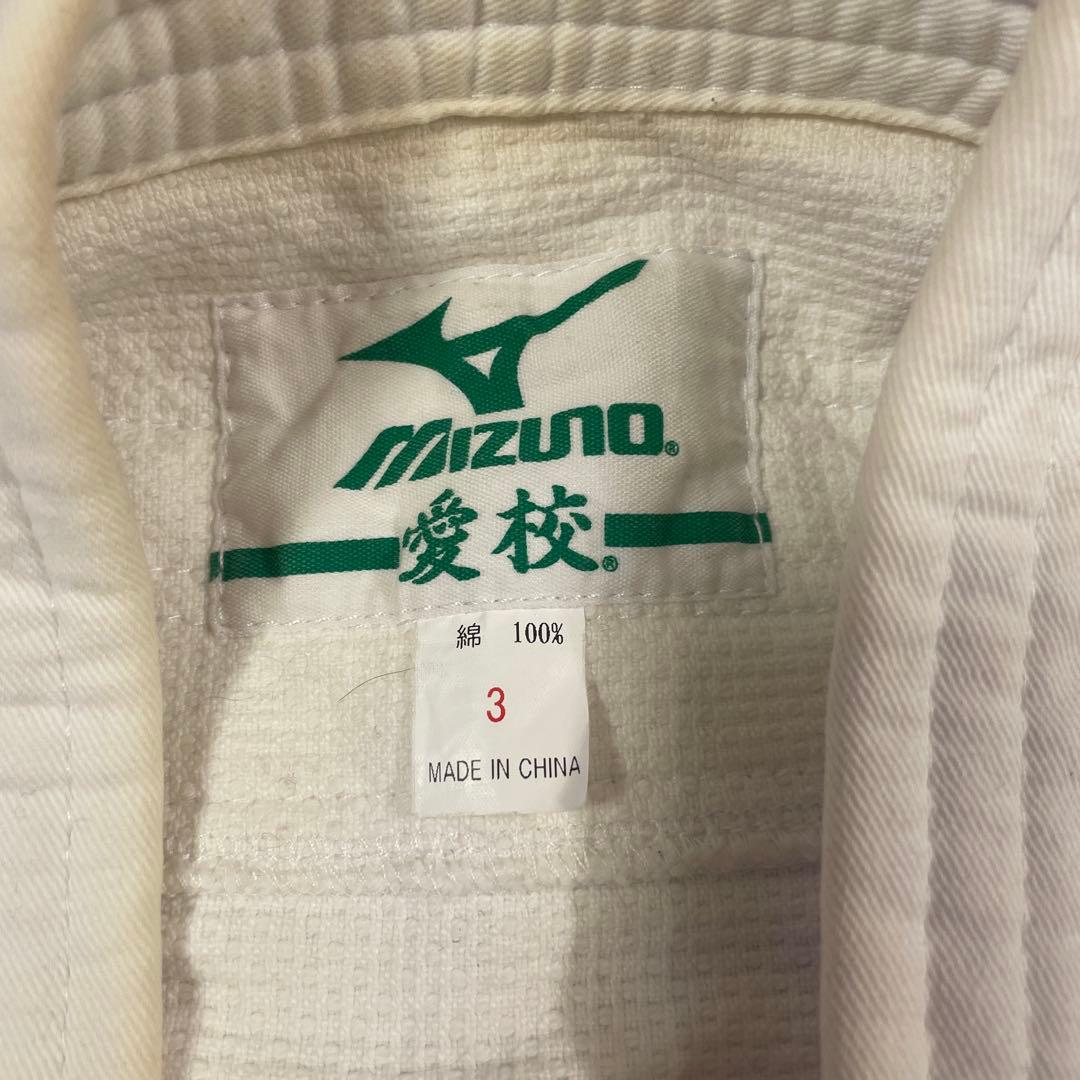 MIZUNO®
愛校®
綿 100%
3
MADE IN CHINA